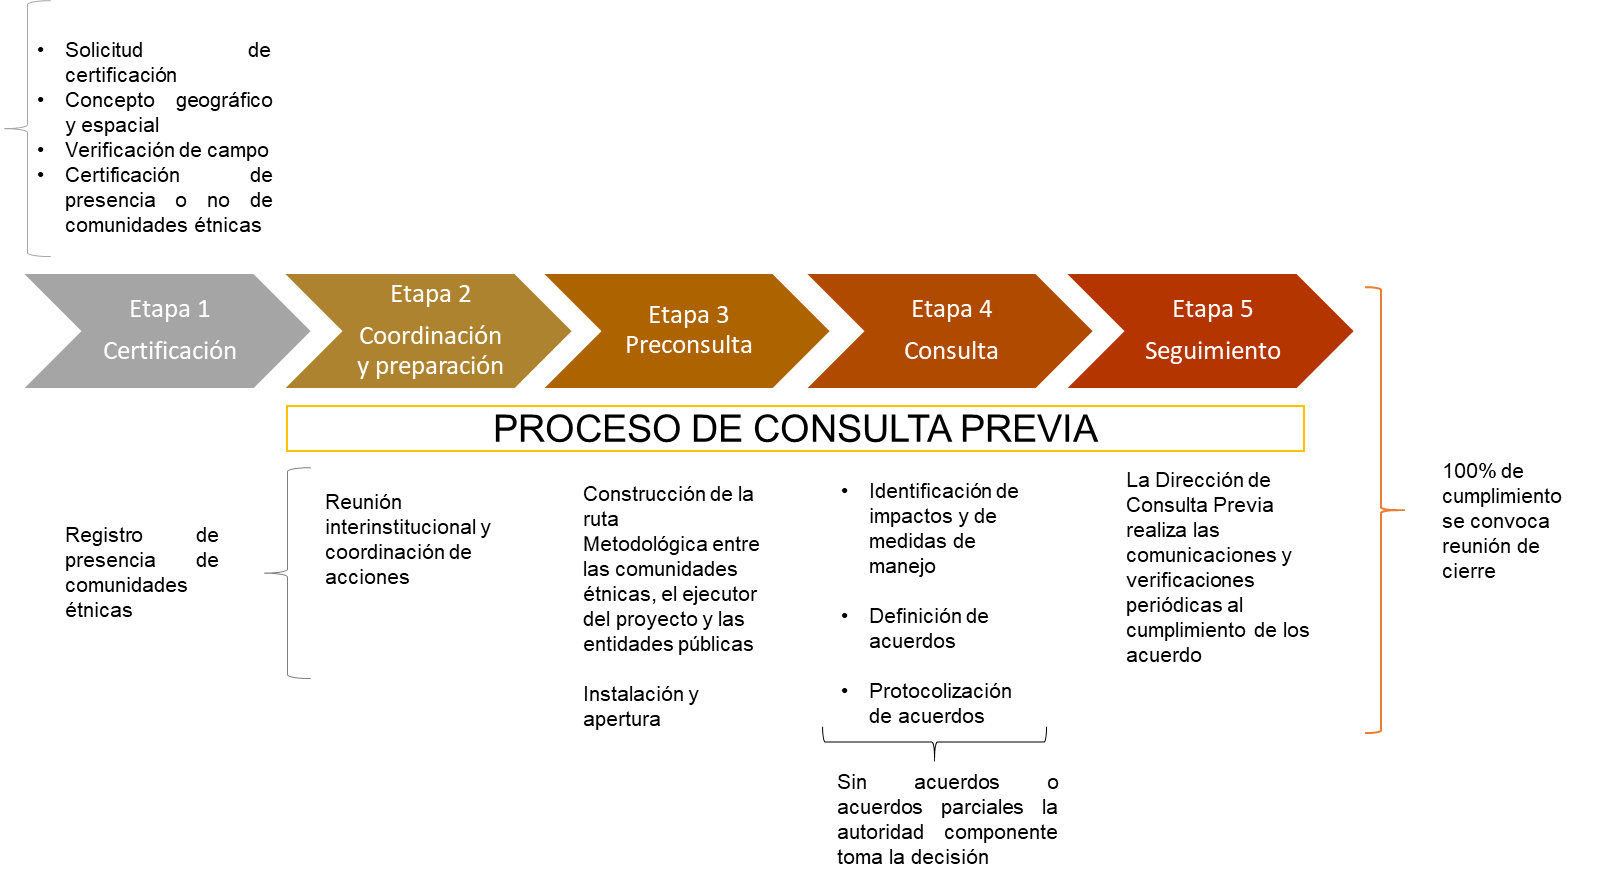 • Solicitud de
certificación
• Concepto geográfico
y espacial
• Verificación de campo
• Certificación de
presencia o no de
comunidades étnicas
Etapa 1
Certificación
Etapa 2
Coordinación
y preparación
Etapa 3
Preconsulta
Etapa 4
Consulta
Etapa 5
Seguimiento
PROCESO DE CONSULTA PREVIA
Registro de
presencia de
comunidades
étnicas
Reunión
interinstitucional y
coordinación de
acciones
Construcción de la
ruta
Metodológica entre
las comunidades
étnicas, el ejecutor
del proyecto y las
entidades públicas
Instalación y
apertura
• Identificación de
impactos y de
medidas de
manejo
• Definición de
acuerdos
• Protocolización
de acuerdos
Sin acuerdos o
acuerdos parciales la
autoridad componente
toma la decisión
La Dirección de
Consulta Previa
realiza las
comunicaciones y
verificaciones
periódicas al
cumplimiento de los
acuerdo
100% de
cumplimiento
se convoca
reunión de
cierre